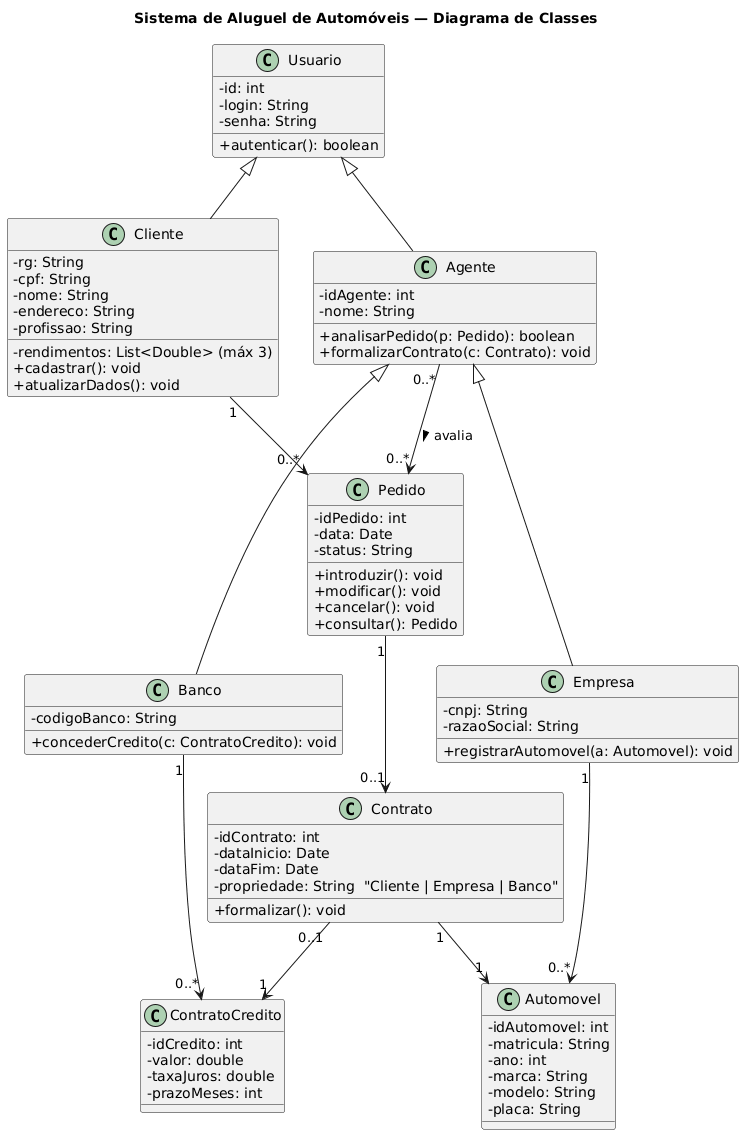 Sistema de Aluguel de Automóveis — Diagrama de Classes
C Usuario
-id: int
-login: String
-senha: String
+autenticar(): boolean
C Cliente
-rg: String
-cpf: String
-nome: String
-endereco: String
-profissao: String
-rendimentos: List<Double> (máx 3)
+cadastrar(): void
+atualizarDados(): void
C Agente
-idAgente: int
-nome: String
+analisarPedido(p: Pedido): boolean
+formalizarContrato(c: Contrato): void
1
0..*
0..*
avalia
0..*
C Pedido
-idPedido: int
-data: Date
-status: String
+introduzir(): void
+modificar(): void
+cancelar(): void
+consultar(): Pedido
C Banco
-codigoBanco: String
+concederCredito(c: ContratoCredito): void
C Empresa
-cnpj: String
-razaoSocial: String
+registrarAutomovel(a: Automovel): void
1
0..1
1
1
C Contrato
-idContrato: int
-dataInicio: Date
-dataFim: Date
-propriedade: String "Cliente | Empresa | Banco"
+formalizar(): void
0..1
1
0..*
1
1
0..*
C ContratoCredito
-idCredito: int
-valor: double
-taxaJuros: double
-prazoMeses: int
C Automovel
-idAutomovel: int
-matricula: String
-ano: int
-marca: String
-modelo: String
-placa: String